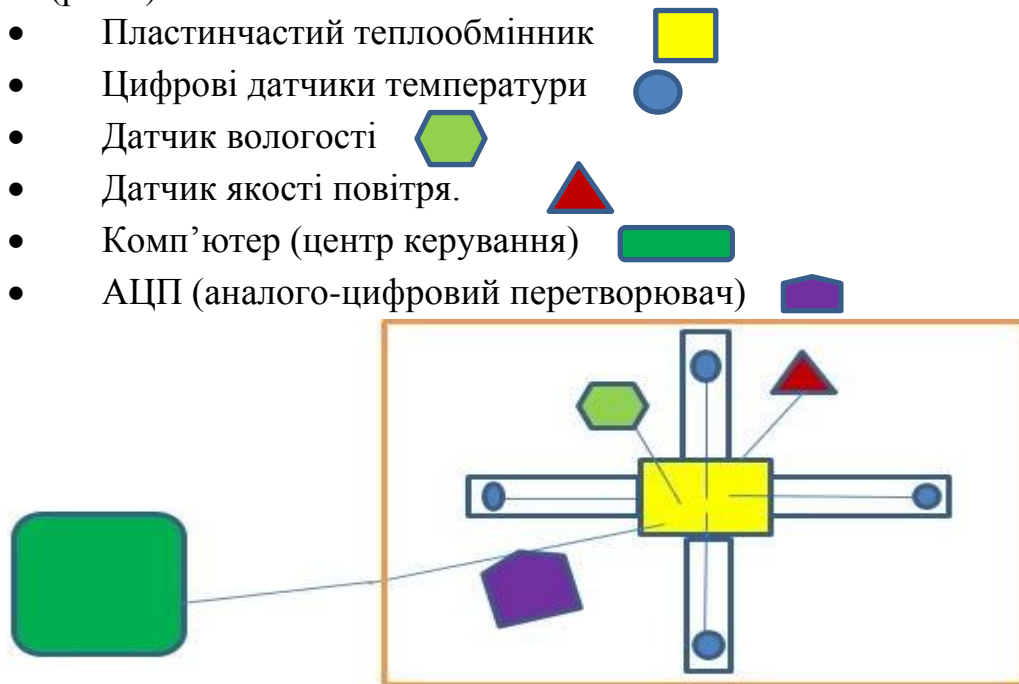 • Пластинчастий теплообмінник
• Цифрові датчики температури
• Датчик вологості
• Датчик якості повітря.
• Комп’ютер (центр керування)
• АЦП (аналого-цифровий перетворювач)